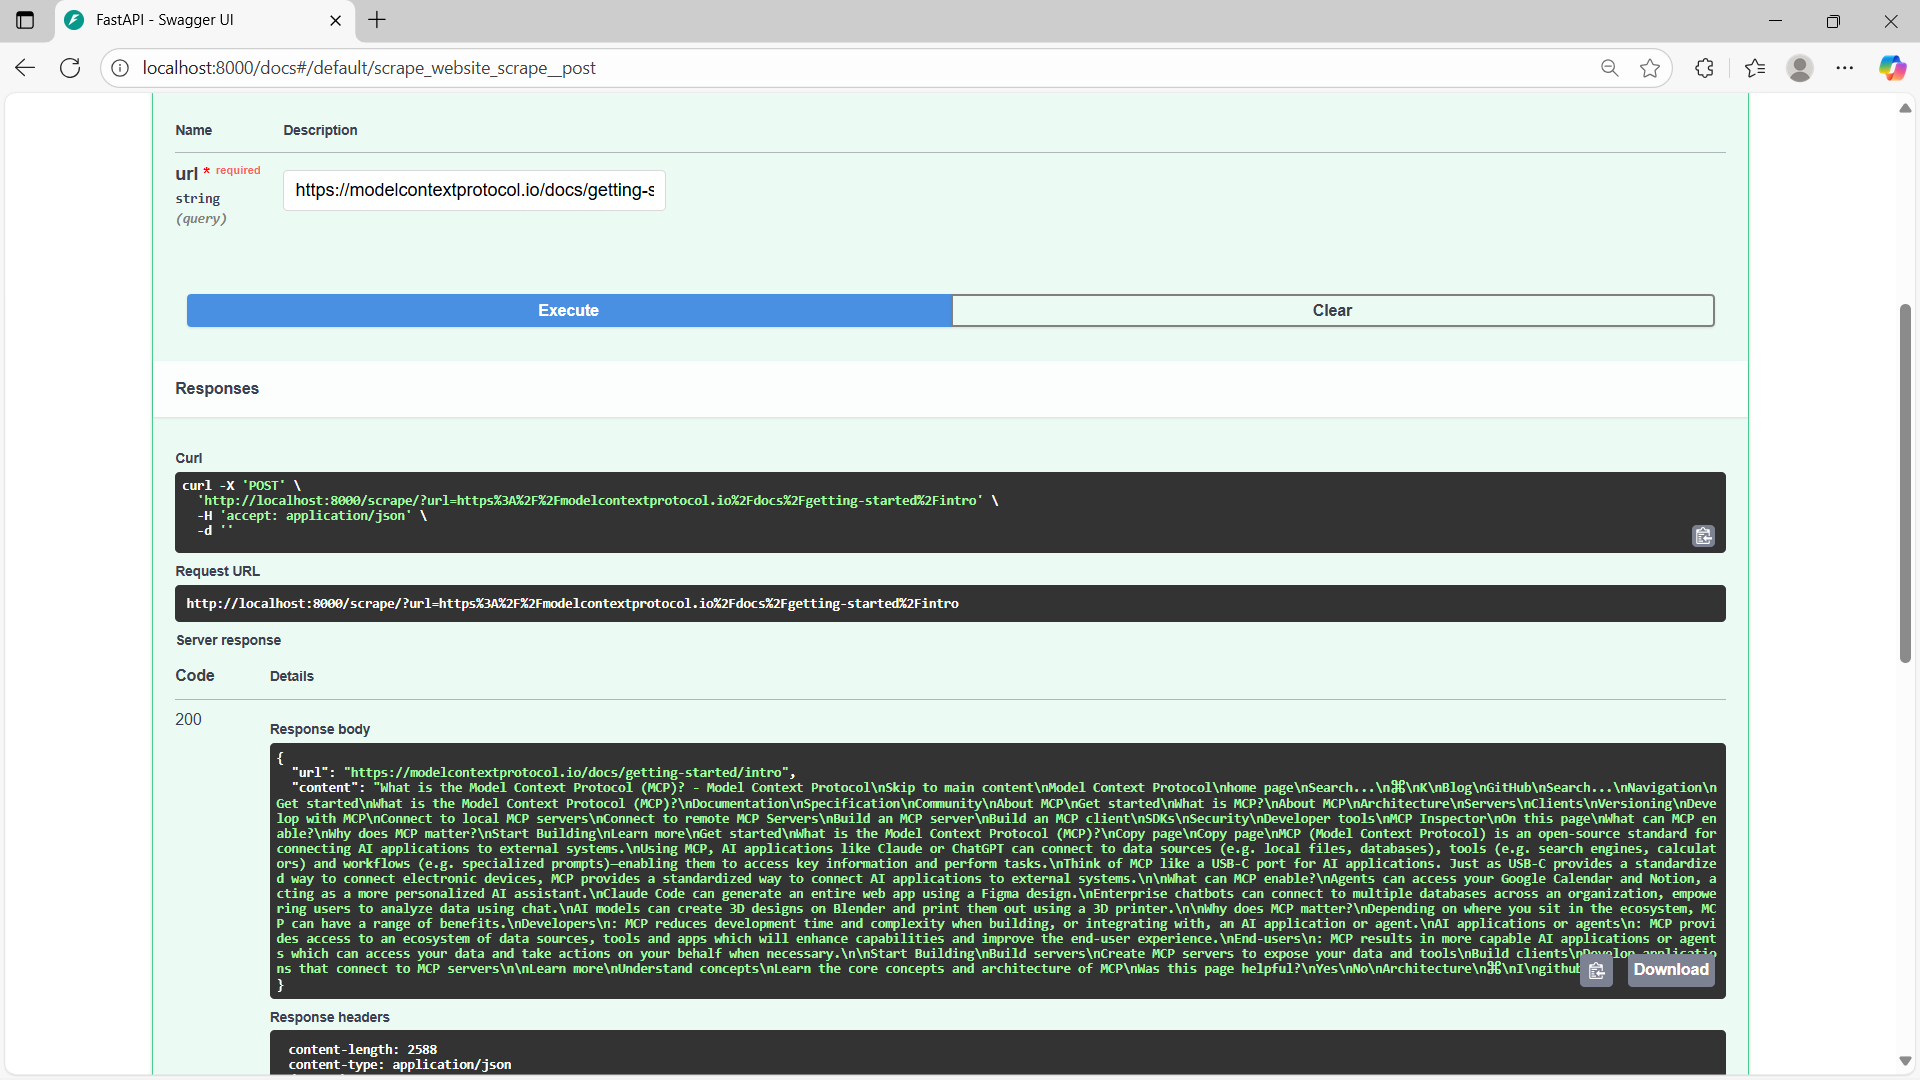 FastAPI - Swagger UI
localhost:8000/docs#/default/scrape_website_scrape__post
Name Description
url * required
https://modelcontextprotocol.io/docs/getting-s
string
(query)
Execute Clear
Responses
Curl
curl -X 'POST' \
'http://localhost:8000/scrape/?url=https%3A%2F%2Fmodelcontextprotocol.io%2Fdocs%2Fgetting-started%2Fintro' \
-H 'accept: application/json' \
-d ''
Request URL
http://localhost:8000/scrape/?url=https%3A%2F%2Fmodelcontextprotocol.io%2Fdocs%2Fgetting-started%2Fintro
Server response
Code Details
200
Response body
{
"url": "https://modelcontextprotocol.io/docs/getting-started/intro",
"content": "What is the Model Context Protocol (MCP)? - Model Context Protocol\nSkip to main content\nModel Context Protocol\nhome page\nSearch...\n⌘\nK\nBlog\nGitHub\nSearch...\nNavigation\n
Get started\nWhat is the Model Context Protocol (MCP)?\nDocumentation\nSpecification\nCommunity\nAbout MCP\nGet started\nWhat is MCP?\nAbout MCP\nArchitecture\nServers\nClients\nVersioning\nDeve
lop with MCP\nConnect to local MCP servers\nConnect to remote MCP Servers\nBuild an MCP server\nBuild an MCP client\nSDKs\nSecurity\nDeveloper tools\nMCP Inspector\nOn this page\nWhat can MCP en
able?\nWhy does MCP matter?\nStart Building\nLearn more\nGet started\nWhat is the Model Context Protocol (MCP)?\nCopy page\nCopy page\nMCP (Model Context Protocol) is an open-source standard for
connecting AI applications to external systems.\nUsing MCP, AI applications like Claude or ChatGPT can connect to data sources (e.g. local files, databases), tools (e.g. search engines, calculat
ors) and workflows (e.g. specialized prompts)—enabling them to access key information and perform tasks.\nThink of MCP like a USB-C port for AI applications. Just as USB-C provides a standardize
d way to connect electronic devices, MCP provides a standardized way to connect AI applications to external systems.\n\nWhat can MCP enable?\nAgents can access your Google Calendar and Notion, a
cting as a more personalized AI assistant.\nClaude Code can generate an entire web app using a Figma design.\nEnterprise chatbots can connect to multiple databases across an organization, empowe
ring users to analyze data using chat.\nAI models can create 3D designs on Blender and print them out using a 3D printer.\n\nWhy does MCP matter?\nDepending on where you sit in the ecosystem, MC
P can have a range of benefits.\nDevelopers\n: MCP reduces development time and complexity when building, or integrating with, an AI application or agent.\nAI applications or agents\n: MCP provi
des access to an ecosystem of data sources, tools and apps which will enhance capabilities and improve the end-user experience.\nEnd-users\n: MCP results in more capable AI applications or agent
s which can access your data and take actions on your behalf when necessary.\n\nStart Building\nBuild servers\nCreate MCP servers to expose your data and tools\nBuild clients\nDevelop applicatio
ns that connect to MCP servers\n\nLearn more\nUnderstand concepts\nLearn the core concepts and architecture of MCP\nWas this page helpful?\nYes\nNo\nArchitecture\n⌘\nI\ngithub
}
Download
Response headers
content-length: 2588
content-type: application/json